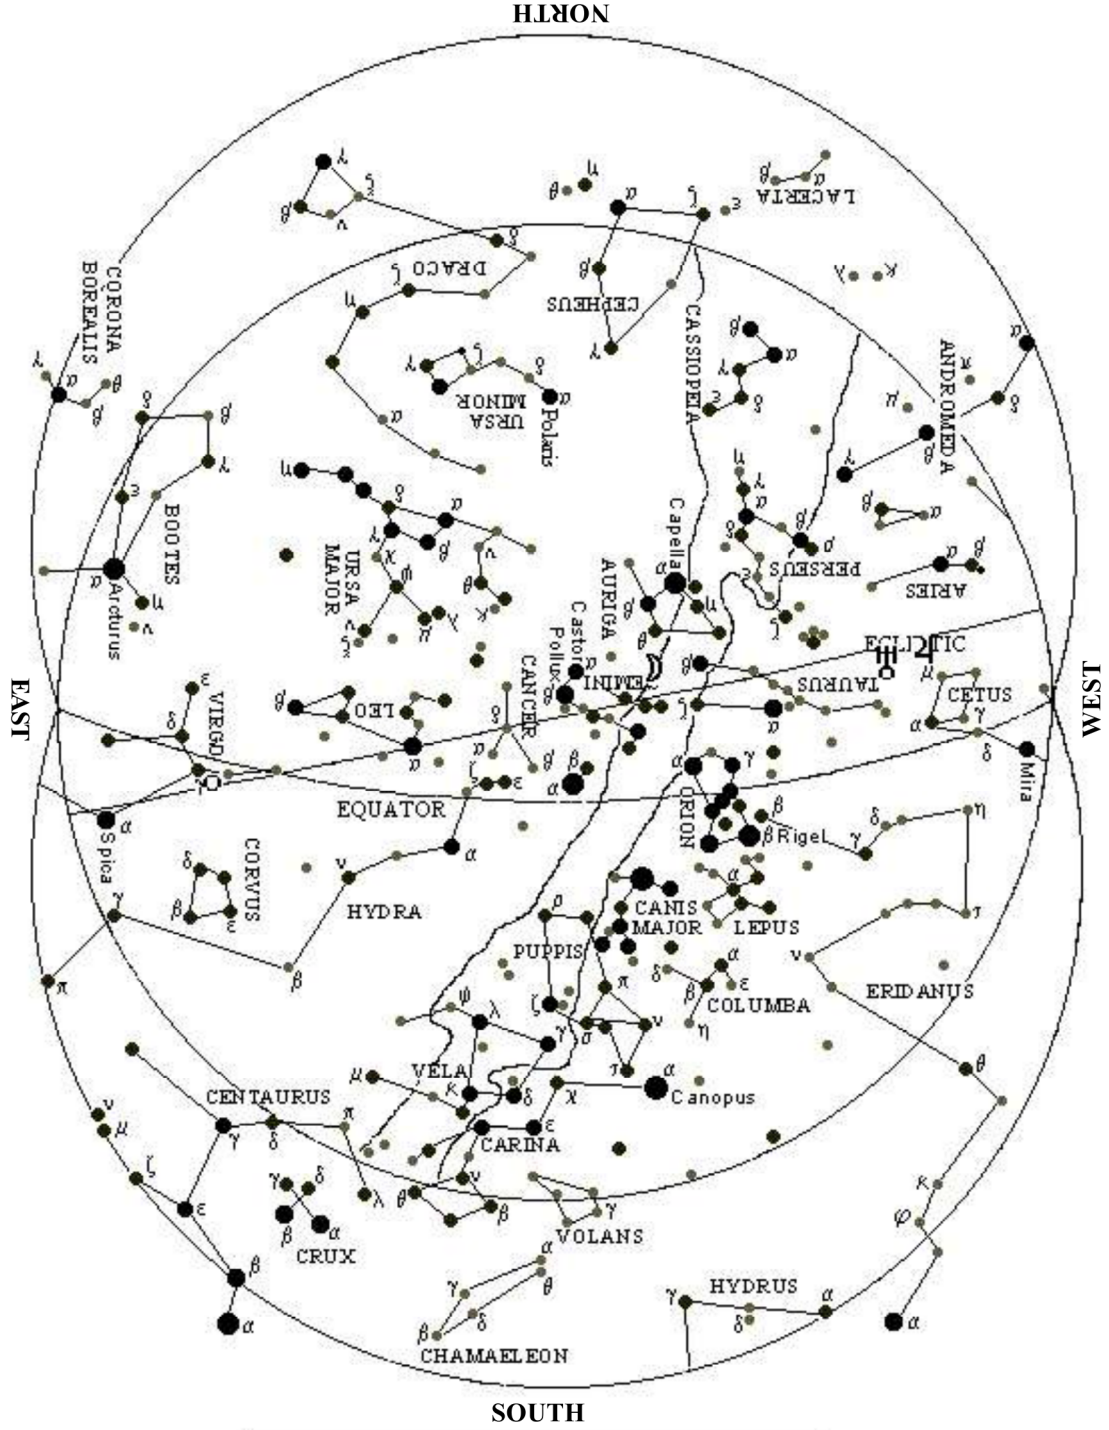 NORTH
γ
ξ
β
ν
η
θ
α
ζ
ε
β
α
LACERTA
δ
DRACO
ζ
η
β
CEPHEUS
γ
λ
κ
CORONA
BOREALIS
γ
α
β
θ
δ
β
γ
ε
BOOTES
α
Arcturus
η
ν
γ
ζ
δ
URSA
MINOR
α
Polaris
α
CASSIOPEIA
β
α
γ
δ
ε
ANDROMEDA
α
π
δ
μ
β
γ
η
δ
α
γ
β
χ
ψ
URSA
MAJOR
ν
ξ
μ
λ
ν
θ
κ
η
γ
α
δ
β
ρ
PERSEUS
ε
ζ
β
α
α
β
ARIES
Capella
α
AURIGA
β
η
θ
ECLIPTIC
Castor
Pollux
α
β
GEMINI
β
TAURUS
ζ
α
μ
CETUS
α
γ
δ
Mira
EAST
WEST
ε
δ
VIRGO
γ
α
Spica
β
LEO
α
CANCER
δ
α
β
β
α
ζ
ε
EQUATOR
α
γ
ORION
β Rigel
β
γ
δ
η
τ
ν
ERIDANUS
δ
β
ε
CORVUS
γ
π
ν
HYDRA
α
β
CANIS
MAJOR
α
LEPUS
ρ
PUPPIS
ζ
π
σ
ν
τ
δ
α
β
ε
COLUMBA
η
ψ
λ
γ
VELA
μ
κ
δ
χ
α
Canopus
θ
CENTAURUS
ν
μ
γ
δ
π
ζ
ε
λ
β
α
γ
δ
β
α
CRUX
CARINA
ε
ν
θ
β
γ
VOLANS
κ
φ
α
γ
α
θ
δ
β
CHAMAELEON
γ
HYDRUS
α
δ
SOUTH